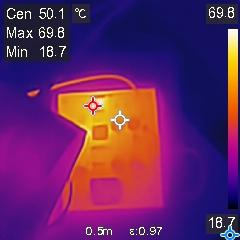 Cen 50.1 °C
Max 69.8
Min 18.7
69.8
18.7
0.5m ε:0.97